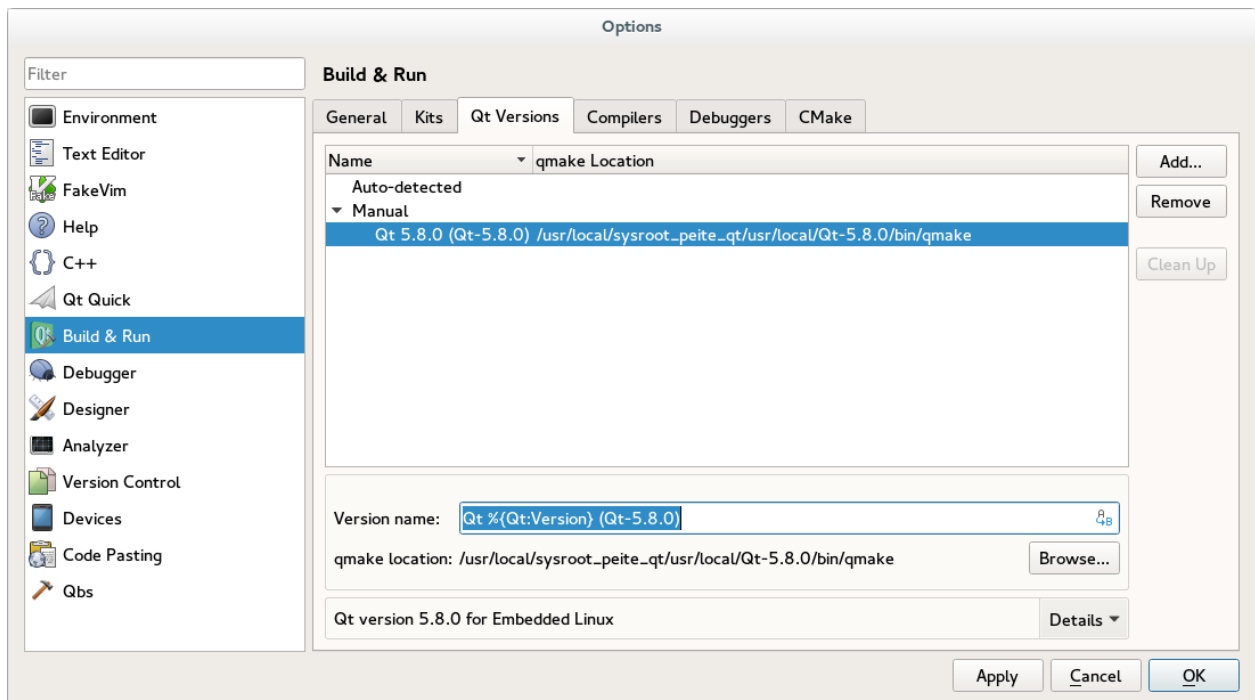 Options
Filter
Environment
Text Editor
FakeVim
Help
C++
Qt Quick
Build & Run
Debugger
Designer
Analyzer
Version Control
Devices
Code Pasting
Qbs
Build & Run
General Kits Qt Versions Compilers Debuggers CMake
Name qmake Location
Auto-detected
Manual
Qt 5.8.0 (Qt-5.8.0) /usr/local/sysroot_peite_qt/usr/local/Qt-5.8.0/bin/qmake
Add...
Remove
Clean Up
Version name: Qt %{Qt:Version} (Qt-5.8.0)
qmake location: /usr/local/sysroot_peite_qt/usr/local/Qt-5.8.0/bin/qmake Browse...
Qt version 5.8.0 for Embedded Linux Details
Apply Cancel OK